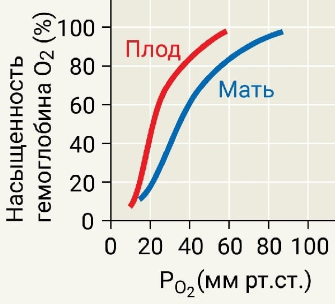 Насыщенность
гемоглобина O₂ (%)
100
80
60
40
20
0
Плод
Мать
0 20 40 60 80 100
P_O₂ (мм рт.ст.)